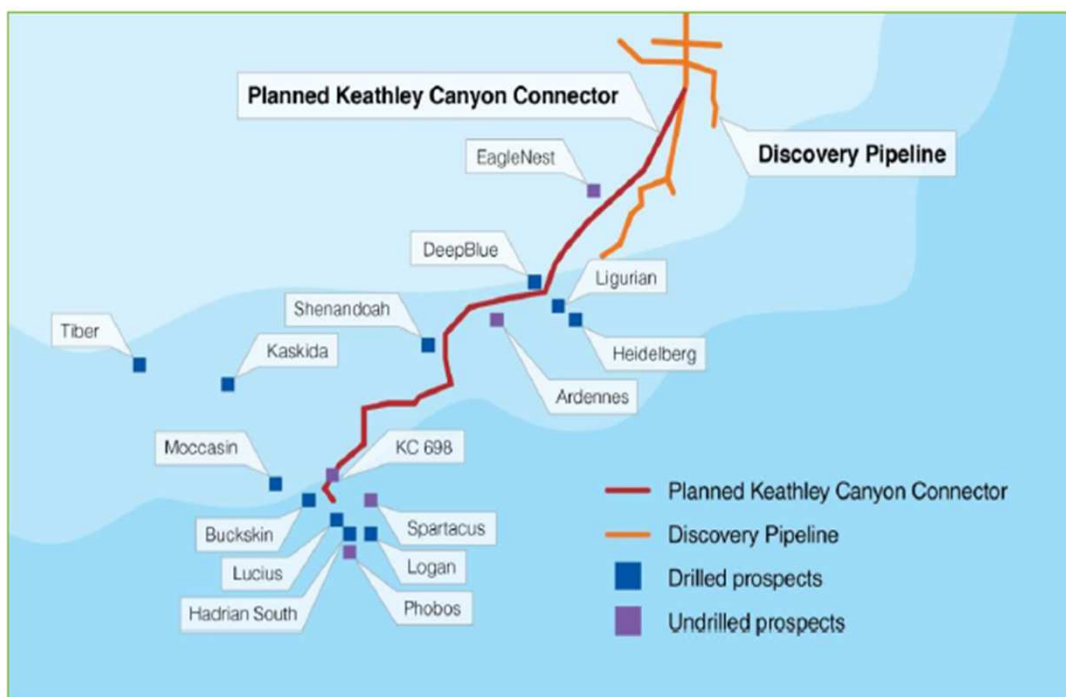 Planned Keathley Canyon Connector
Discovery Pipeline
EagleNest
DeepBlue
Ligurian
Shenandoah
Tiber
Kaskida
Heidelberg
Ardennes
Moccasin
KC 698
Buckskin
Spartacus
Lucius
Logan
Hadrian South
Phobos
Planned Keathley Canyon Connector
Discovery Pipeline
Drilled prospects
Undrilled prospects